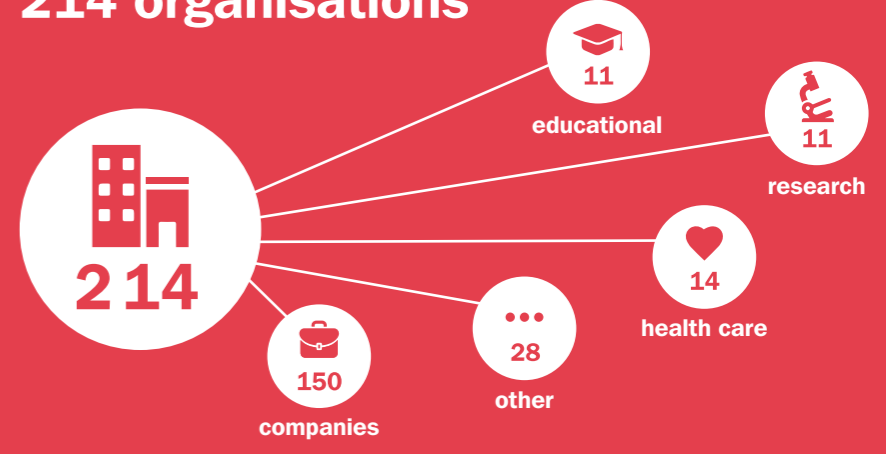 214 organisations
11
educational
11
research
214
14
health care
28
other
150
companies